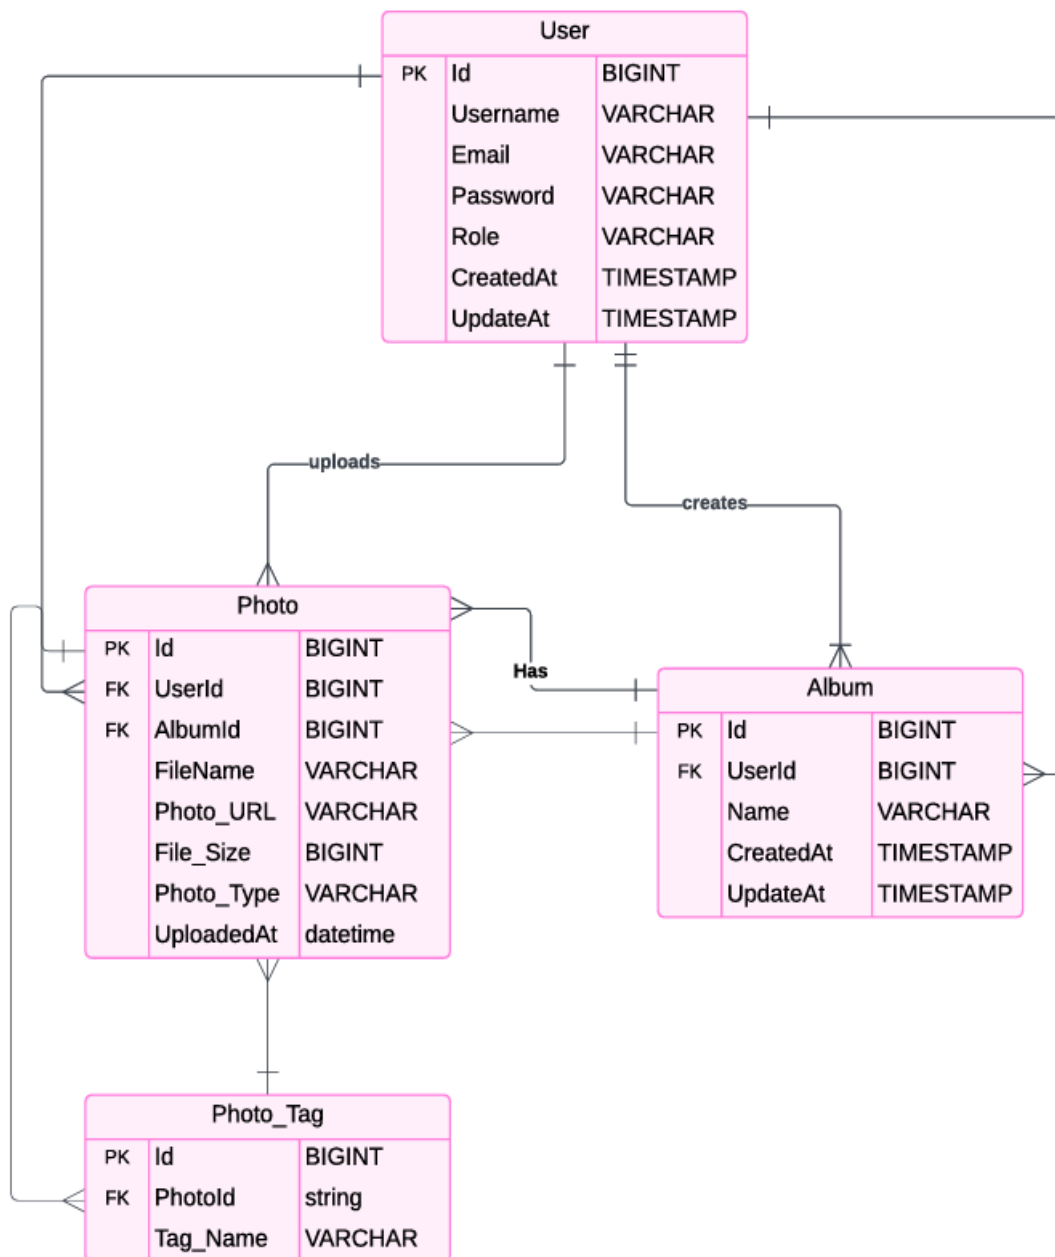 User
PK Id BIGINT
Username VARCHAR
Email VARCHAR
Password VARCHAR
Role VARCHAR
CreatedAt TIMESTAMP
UpdateAt TIMESTAMP
uploads
creates
Photo
PK Id BIGINT
FK UserId BIGINT
FK AlbumId BIGINT
FileName VARCHAR
Photo_URL VARCHAR
File_Size BIGINT
Photo_Type VARCHAR
UploadedAt datetime
Has
Album
PK Id BIGINT
FK UserId BIGINT
Name VARCHAR
CreatedAt TIMESTAMP
UpdateAt TIMESTAMP
Photo_Tag
PK Id BIGINT
FK PhotoId string
Tag_Name VARCHAR